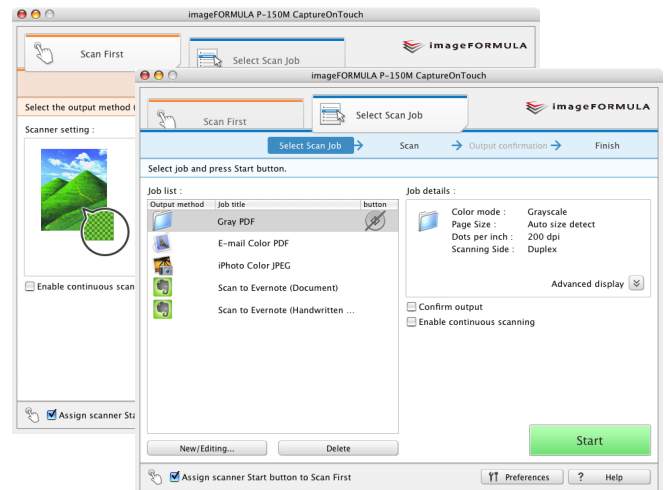 imageFORMULA P-150M CaptureOnTouch
Scan First
Select Scan Job
imageFORMULA
Select the output method (
Scanner setting :
Enable continuous scan
Assign scanner Sta
imageFORMULA P-150M CaptureOnTouch
Scan First
Select Scan Job
imageFORMULA
Select Scan Job
Scan
Output confirmation
Finish
Select job and press Start button.
Job list :
Output method
Job title
button
Gray PDF
E-mail Color PDF
iPhoto Color JPEG
Scan to Evernote (Document)
Scan to Evernote (Handwritten ...
New/Editing...
Delete
Job details :
Color mode : Grayscale
Page Size : Auto size detect
Dots per inch : 200 dpi
Scanning Side : Duplex
Advanced display
Confirm output
Enable continuous scanning
Start
Assign scanner Start button to Scan First
Preferences
? Help